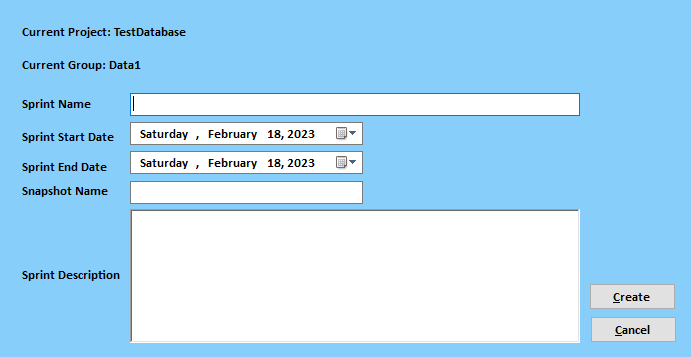 Current Project: TestDatabase
Current Group: Data1
Sprint Name
Sprint Start Date Saturday , February 18, 2023
Sprint End Date Saturday , February 18, 2023
Snapshot Name
Sprint Description
Create
Cancel